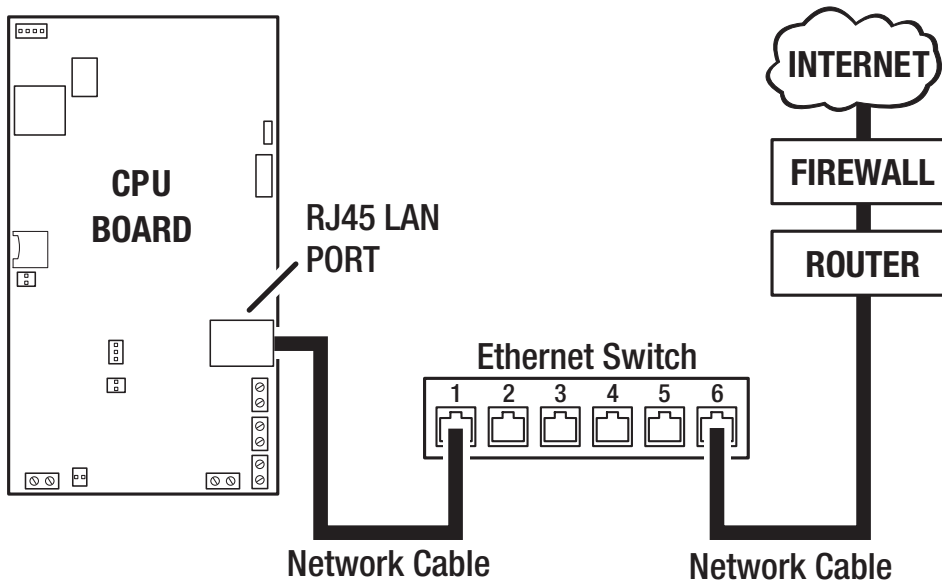 INTERNET
FIREWALL
ROUTER
CPU
BOARD
RJ45 LAN
PORT
Ethernet Switch
1 2 3 4 5 6
Network Cable
Network Cable